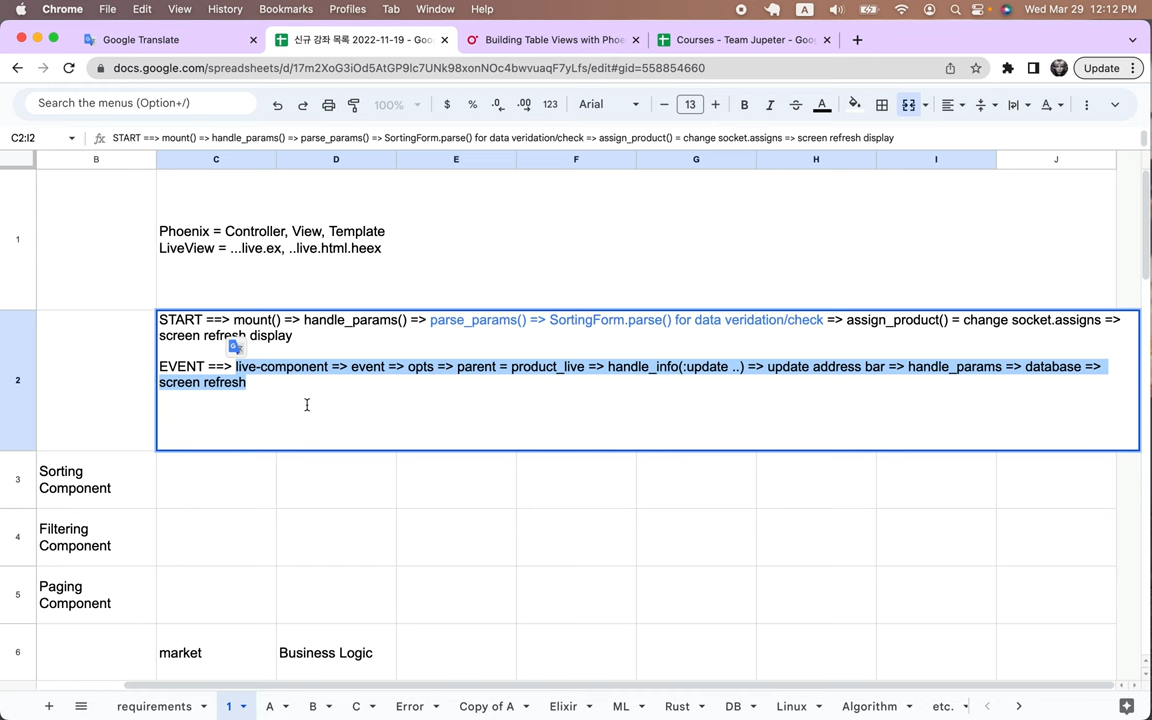 Chrome File Edit View History Bookmarks Profiles Tab Window Help A Wed Mar 29 12:12 PM
Google Translate
신규 강좌 목록 2022-11-19 - Goo
Building Table Views with Phoe
Courses - Team Jupeter - Goog
docs.google.com/spreadsheets/d/17m2XoG3iOd5AtGP9lc7UNk98xonNOc4bwvuaqF7yLfs/edit#gid=558854660
Update
Search the menus (Option+/) 100% $ % .0 .00 123 Arial 13 B I S A
C2:I2 fx START ==> mount() => handle_params() => parse_params() => SortingForm.parse() for data veridation/check => assign_product() = change socket.assigns => screen refresh display
B C D E F G H I J
1
Phoenix = Controller, View, Template
LiveView = ...live.ex, ..live.html.heex
2
START ==> mount() => handle_params() => parse_params() => SortingForm.parse() for data veridation/check => assign_product() = change socket.assigns =>
screen refresh display
EVENT ==> live-component => event => opts => parent = product_live => handle_info(:update ..) => update address bar => handle_params => database =>
screen refresh
3
Sorting
Component
4
Filtering
Component
5
Paging
Component
6 market Business Logic
requirements 1 A B C Error Copy of A Elixir ML Rust DB Linux Algorithm etc.